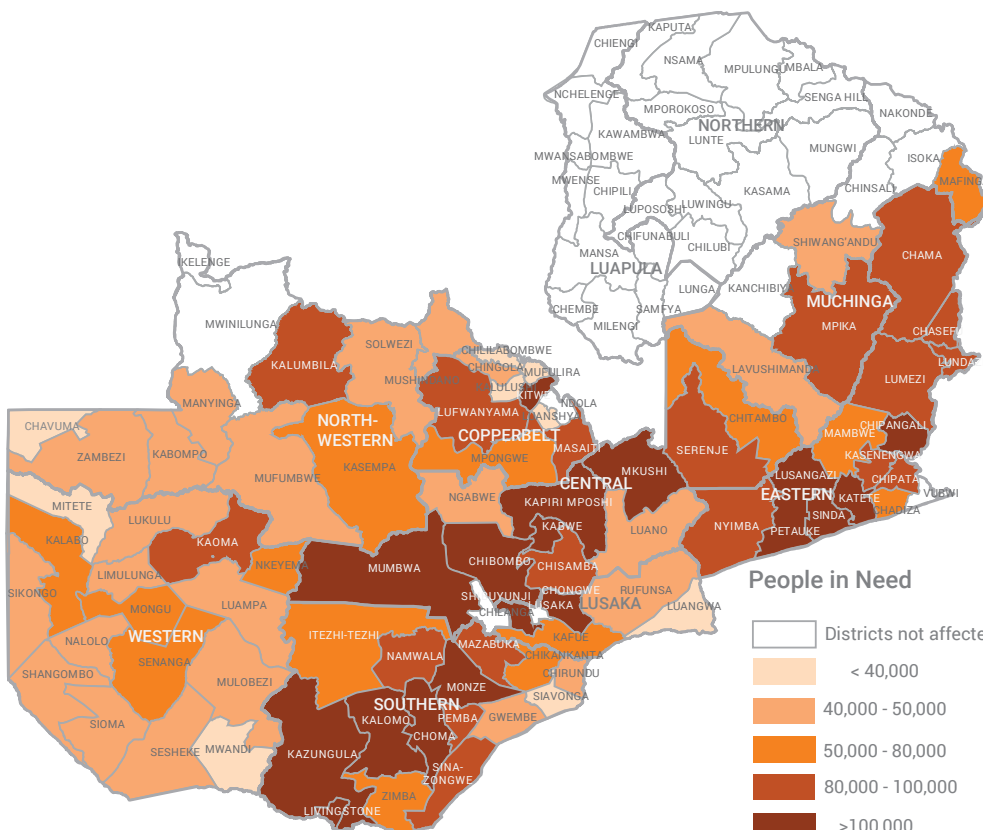 KAPUTA
CHIENGI
NSAMA
MPULUNGU
MBALA
NCHELENGE
SENGA HILL
MPOROKOSO
NAKONDE
NORTHERN
KAWAMBWA
LUNTE
MUNGWI
MWANSABOMBWE
ISOKA
MWENSE
MAFING
CHIPILI
KASAMA
CHINSALI
LUWINGU
LUPOSOSHI
CHIFUNABULI
SHIWANG'ANDU
MANSA
CHILUBI
CHAMA
IKELENGE
LUAPULA
LUNGA
KANCHIBIY
MUCHINGA
CHEMBE
SAMFYA
MWINILUNGA
MILENGI
MPIKA
CHASEF
SOLWEZI
CHILILABOMBWE
KALUMBILA
CHINGOLA
MUFULIRA
LUNDA
LAVUSHIMANDA
MUSHINDAMO
KALULUSHI
LUMEZI
KITWE
MANYINGA
NDOLA
LUFWANYAMA
CHITAMBO
NORTH-
WESTERN
CHAVUMA
CHIPANGALI
COPPERBELT
MAMBWE
MASAITI
SERENJE
KABOMPO
ZAMBEZI
MPONGWE
KASENENGWA
KASEMPA
MKUSHI
LUSANGAZI
MUFUMBWE
CHIPATA
CENTRAL
EASTERN
VUBWI
NGABWE
KATETE
KAPIRI MPOSHI
MITETE
CHADIZA
SINDA
LUKULU
KABWE
NYIMBA
LUANO
PETAUKE
KALABO
KAOMA
CHIBOMBO
NKEYEMA
MUMBWA
CHISAMBA
LIMULUNGA
People in Need
CHONGWE
RUFUNSA
SIKONGO
SHIBUYUNJI
LUAMPA
LUSAKA
LUANGWA
MONGU
CHILANGA
WESTERN
ITEZHI-TEZHI
KAFUE
Districts not affecte
NALOLO
MAZABUKA
NAMWALA
CHIKANKANTA
SENANGA
< 40,000
SHANGOMBO
CHIRUNDU
MULOBEZI
MONZE
SIAVONGA
SOUTHERN
40,000 - 50,000
PEMBA
GWEMBE
KALOMO
SIOMA
CHOMA
SESHEKE
MWANDI
50,000 - 80,000
KAZUNGULA
SINA-
ZONGWE
80,000 - 100,000
ZIMBA
LIVINGSTONE
>100,000